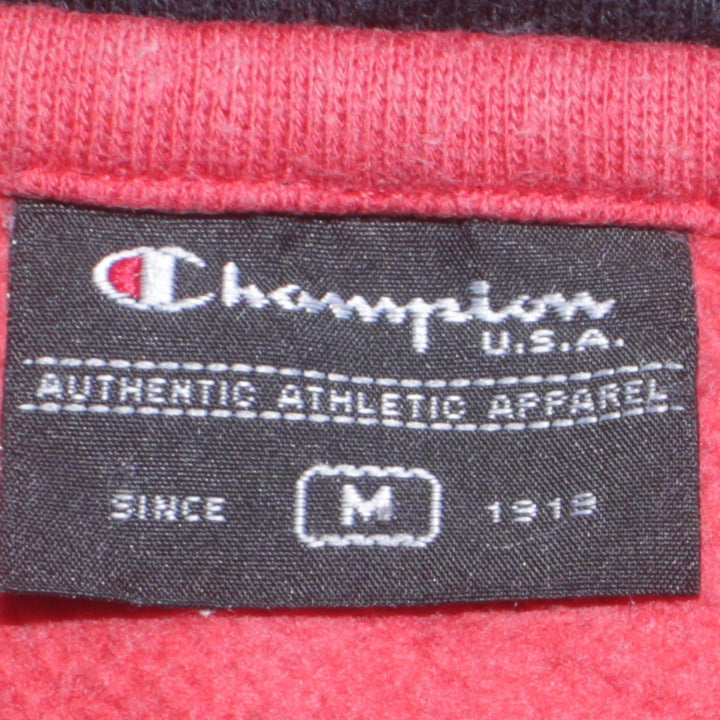 Champion
U.S.A.
AUTHENTIC ATHLETIC APPAREL
SINCE M 1919